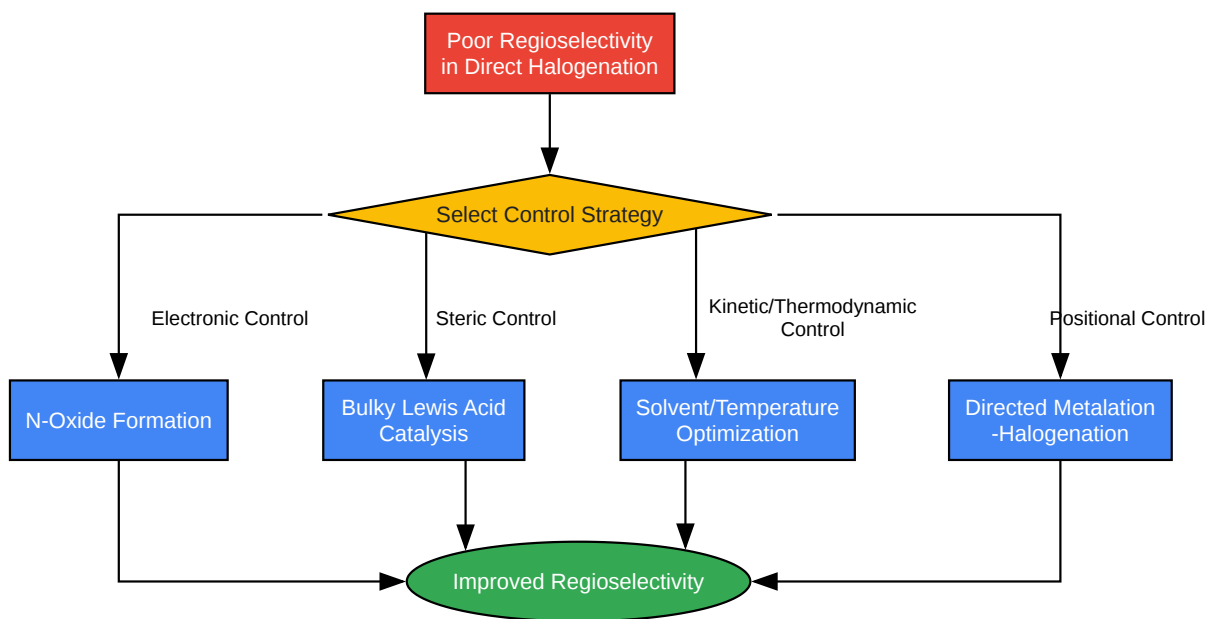 Poor Regioselectivity
in Direct Halogenation
Select Control Strategy
Electronic Control
Steric Control
Kinetic/Thermodynamic
Control
Positional Control
N-Oxide Formation
Bulky Lewis Acid
Catalysis
Solvent/Temperature
Optimization
Directed Metalation
-Halogenation
Improved Regioselectivity